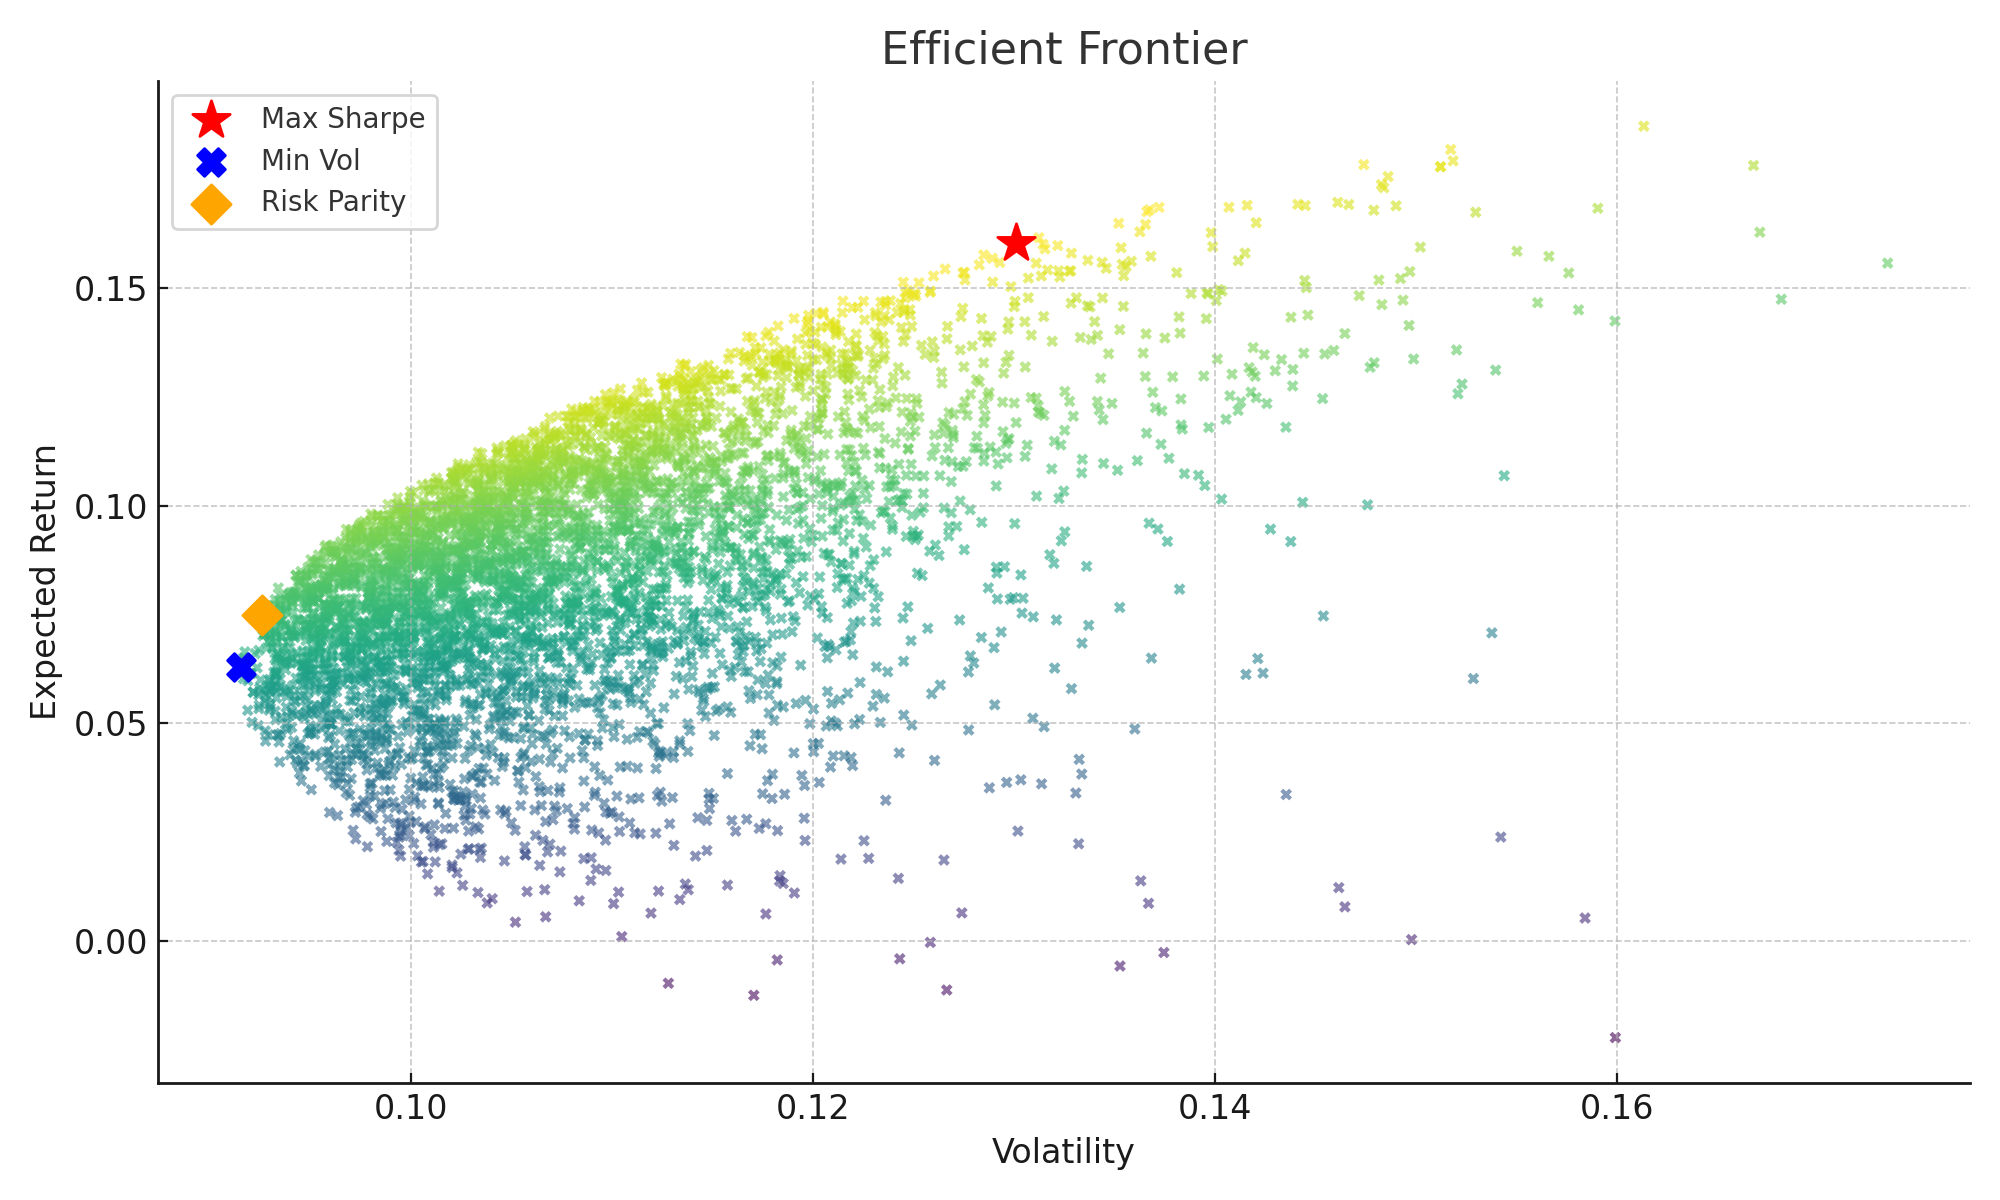 Efficient Frontier
Max Sharpe
Min Vol
Risk Parity
Expected Return
0.15
0.10
0.05
0.00
0.10 0.12 0.14 0.16
Volatility